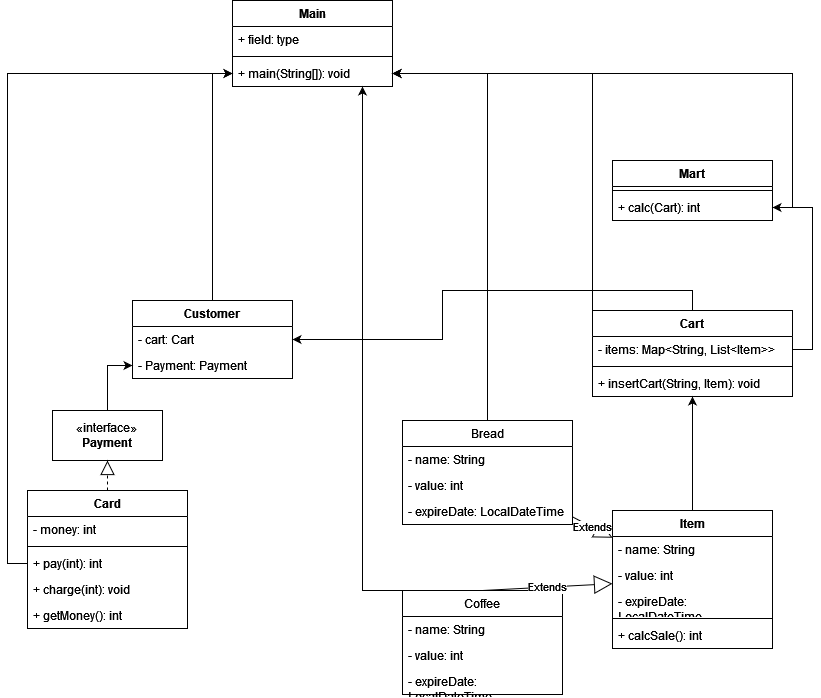 Main
+ field: type
+ main(String[]): void
Mart
+ calc(Cart): int
Customer
- cart: Cart
- Payment: Payment
Cart
- items: Map<String, List<Item>>
+ insertCart(String, Item): void
«interface»
Payment
Card
- money: int
+ pay(int): int
+ charge(int): void
+ getMoney(): int
Bread
- name: String
- value: int
- expireDate: LocalDateTime
Extends
Item
- name: String
- value: int
- expireDate:
LocalDateTime
+ calcSale(): int
Extends
Coffee
- name: String
- value: int
- expireDate:
LocalDateTime